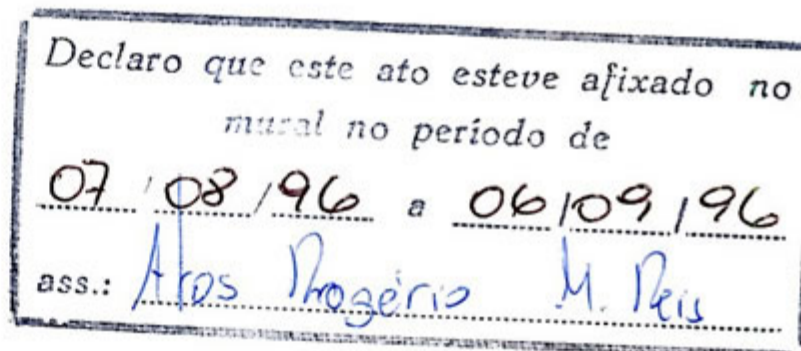 Declaro que este ato esteve afixado no
mural no período de
07/08/96 a 06/09/96
ass.: Atos Rogério M. Reis